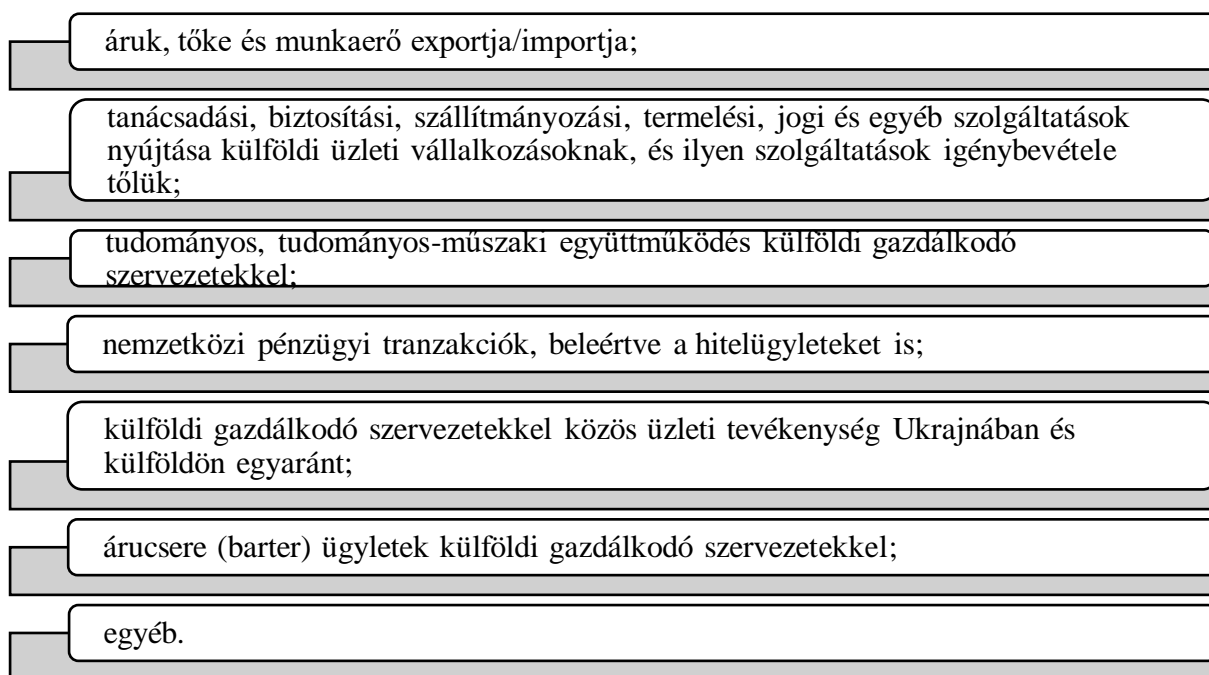 áruk, tőke és munkaerő exportja/importja;
tanácsadási, biztosítási, szállítmányozási, termelési, jogi és egyéb szolgáltatások
nyújtása külföldi üzleti vállalkozásoknak, és ilyen szolgáltatások igénybevétele
tőlük;
tudományos, tudományos-műszaki együttműködés külföldi gazdálkodó
szervezetekkel;
nemzetközi pénzügyi tranzakciók, beleértve a hitelügyleteket is;
külföldi gazdálkodó szervezetekkel közös üzleti tevékenység Ukrajnában és
külföldön egyaránt;
árucsere (barter) ügyletek külföldi gazdálkodó szervezetekkel;
egyéb.